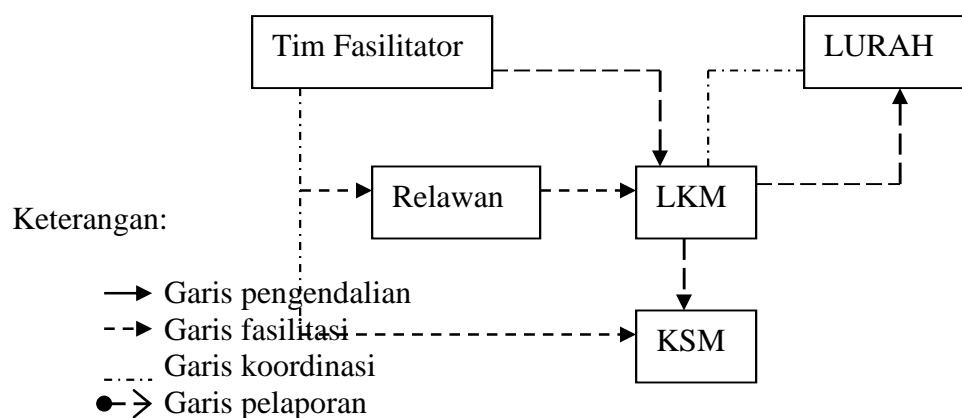 Tim Fasilitator
LURAH
Relawan
LKM
Keterangan:
Garis pengendalian
KSM
Garis fasilitasi
Garis koordinasi
Garis pelaporan